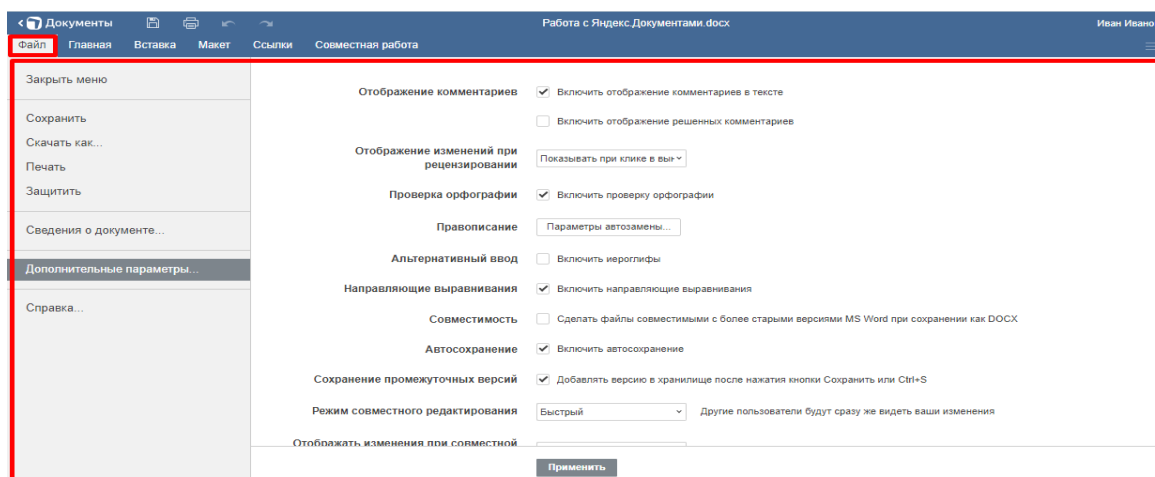 Документы
Работа с Яндекс.Документами.docx
Иван Ивано
Файл Главная Вставка Макет Ссылки Совместная работа
Закрыть меню
Сохранить
Скачать как...
Печать
Защитить
Сведения о документе...
Дополнительные параметры...
Справка...
Отображение комментариев
Включить отображение комментариев в тексте
Включить отображение решенных комментариев
Отображение изменений при
рецензировании
Показывать при клике в вын
Проверка орфографии
Включить проверку орфографии
Правописание
Параметры автозамены...
Альтернативный ввод
Включить иероглифы
Направляющие выравнивания
Включить направляющие выравнивания
Совместимость
Сделать файлы совместимыми с более старыми версиями MS Word при сохранении как DOCX
Автосохранение
Включить автосохранение
Сохранение промежуточных версий
Добавлять версию в хранилище после нажатия кнопки Сохранить или Ctrl+S
Режим совместного редактирования
Быстрый
Другие пользователи будут сразу же видеть ваши изменения
Отображать изменения при совместной
Применить